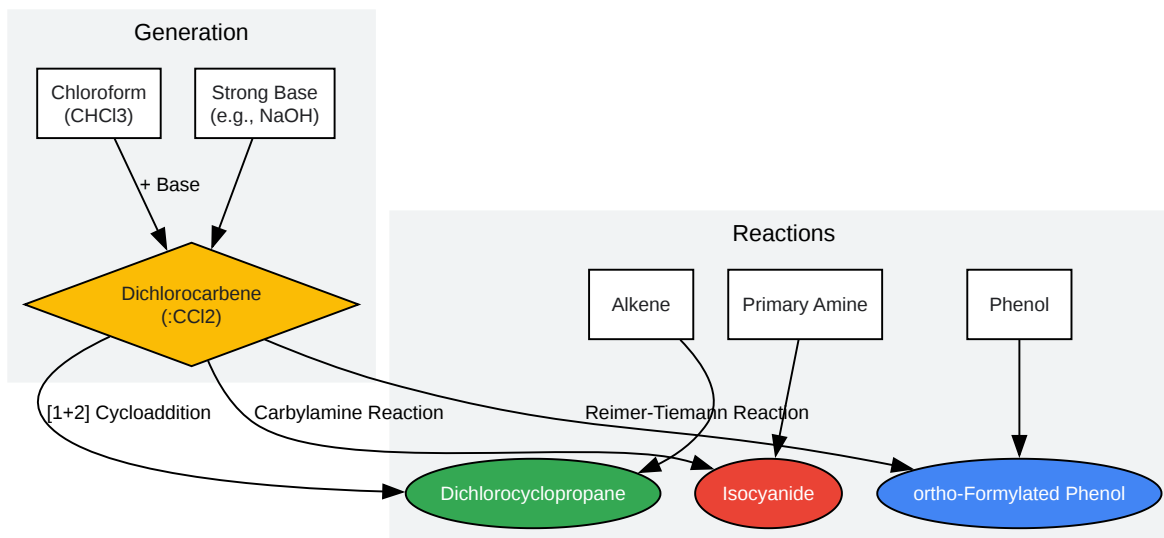 Generation
Chloroform
(CHCl3)
Strong Base
(e.g., NaOH)
+ Base
Dichlorocarbene
(:CCl2)
Reactions
Alkene
Primary Amine
Phenol
[1+2] Cycloaddition
Carbylamine Reaction
Reimer-Tiemann Reaction
Dichlorocyclopropane
Isocyanide
ortho-Formylated Phenol